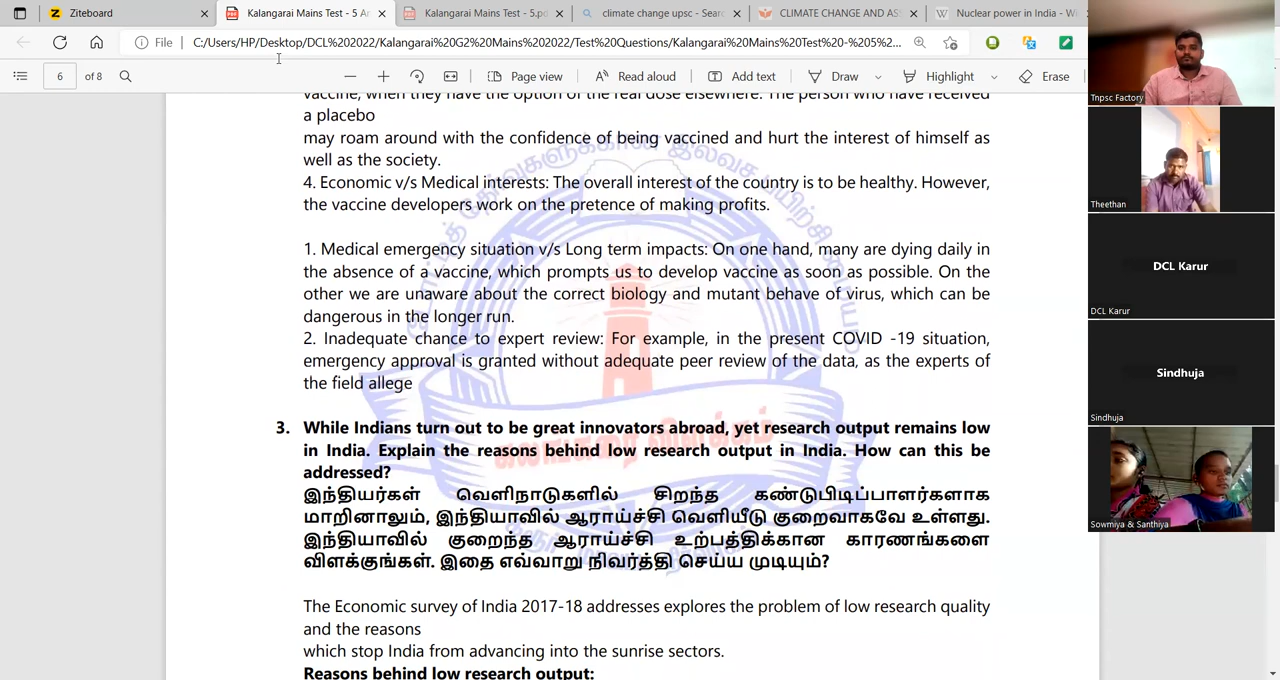 Ziteboard
Kalangarai Mains Test - 5 An
Kalangarai Mains Test - 5.pd
climate change upsc - Sear
CLIMATE CHANGE AND ASS
Nuclear power in India - Wi
File
C:/Users/HP/Desktop/DCL%202022/Kalangarai%20G2%20Mains%202022/Test%20Questions/Kalangarai%20Mains%20Test%20-%205%2...
6 of 8
Page view
Read aloud
Add text
Draw
Highlight
Erase
vaccine, when they have the option of the real dose elsewhere. The person who have received
a placebo
may roam around with the confidence of being vaccined and hurt the interest of himself as
well as the society.
4. Economic v/s Medical interests: The overall interest of the country is to be healthy. However,
the vaccine developers work on the pretence of making profits.
1. Medical emergency situation v/s Long term impacts: On one hand, many are dying daily in
the absence of a vaccine, which prompts us to develop vaccine as soon as possible. On the
other we are unaware about the correct biology and mutant behave of virus, which can be
dangerous in the longer run.
2. Inadequate chance to expert review: For example, in the present COVID -19 situation,
emergency approval is granted without adequate peer review of the data, as the experts of
the field allege
3. While Indians turn out to be great innovators abroad, yet research output remains low
in India. Explain the reasons behind low research output in India. How can this be
addressed?
இந்தியர்கள் வெளிநாடுகளில் சிறந்த கண்டுபிடிப்பாளர்களாக
மாறினாலும், இந்தியாவில் ஆராய்ச்சி வெளியீடு குறைவாகவே உள்ளது.
இந்தியாவில் குறைந்த ஆராய்ச்சி உற்பத்திக்கான காரணங்களை
விளக்குங்கள். இதை எவ்வாறு நிவர்த்தி செய்ய முடியும்?
The Economic survey of India 2017-18 addresses explores the problem of low research quality
and the reasons
which stop India from advancing into the sunrise sectors.
Reasons behind low research output:
Tnpsc Factory
Theethan
DCL Karur
DCL Karur
Sindhuja
Sindhuja
Sowmiya & Santhiya